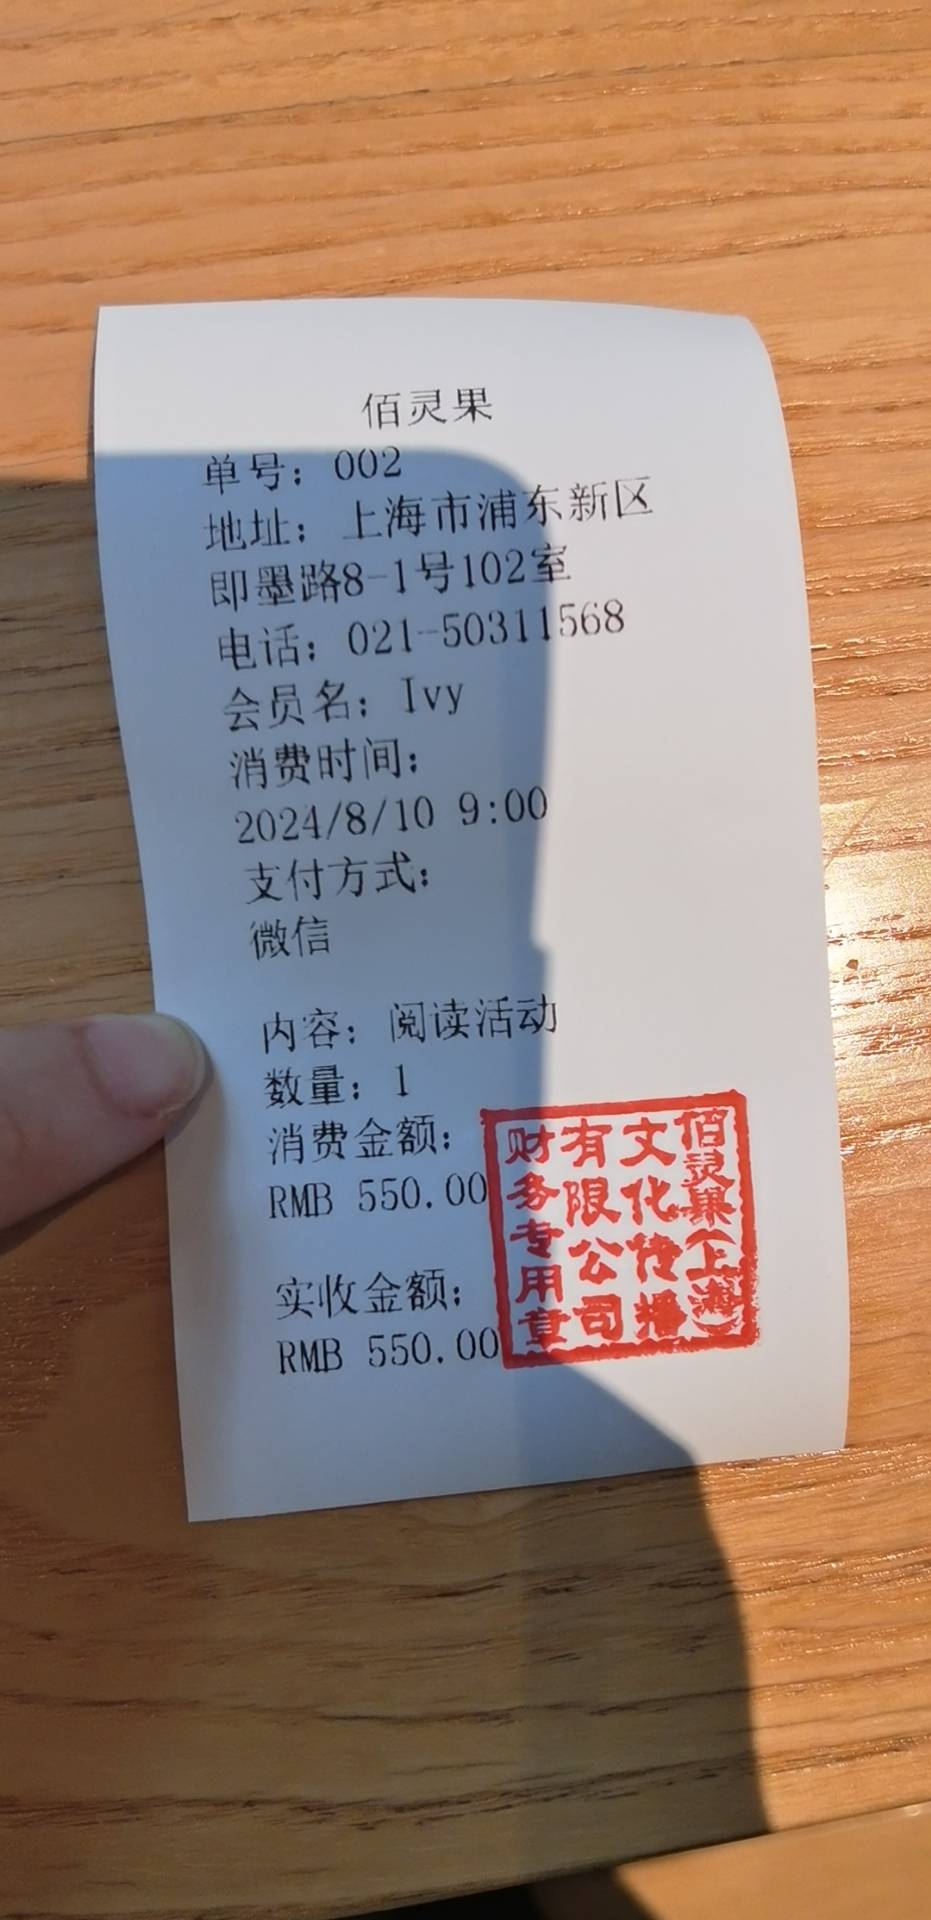 佰灵果
单号：002
地址：上海市浦东新区
即墨路8-1号102室
电话：021-50311568
会员名：Ivy
消费时间：
2024/8/10 9:00
支付方式：
微信
内容：阅读活动
数量：1
消费金额：
RMB 550.00
实收金额：
RMB 550.00
佰灵果（上海）
文化传播
有限公司
财务专用章